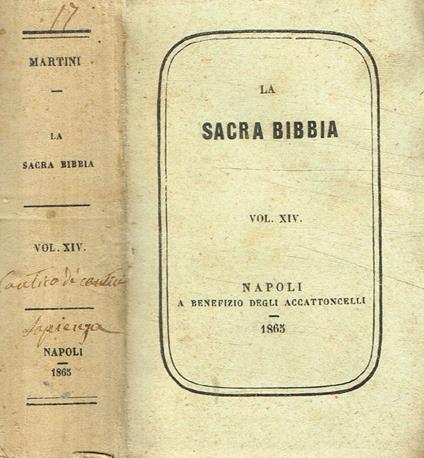 17
MARTINI
LA
SACRA BIBBIA
VOL. XIV.
Cantico di cantici
Sapienza
NAPOLI
1865
LA
SACRA BIBBIA
VOL. XIV.
NAPOLI
A BENEFIZIO DEGLI ACCATTONCELLI
1865